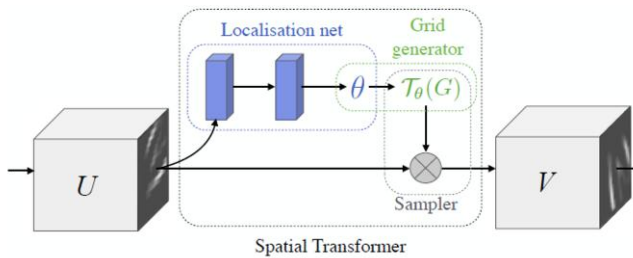 Localisation net
Grid
generator
θ
𝒯θ(G)
U
V
Sampler
Spatial Transformer